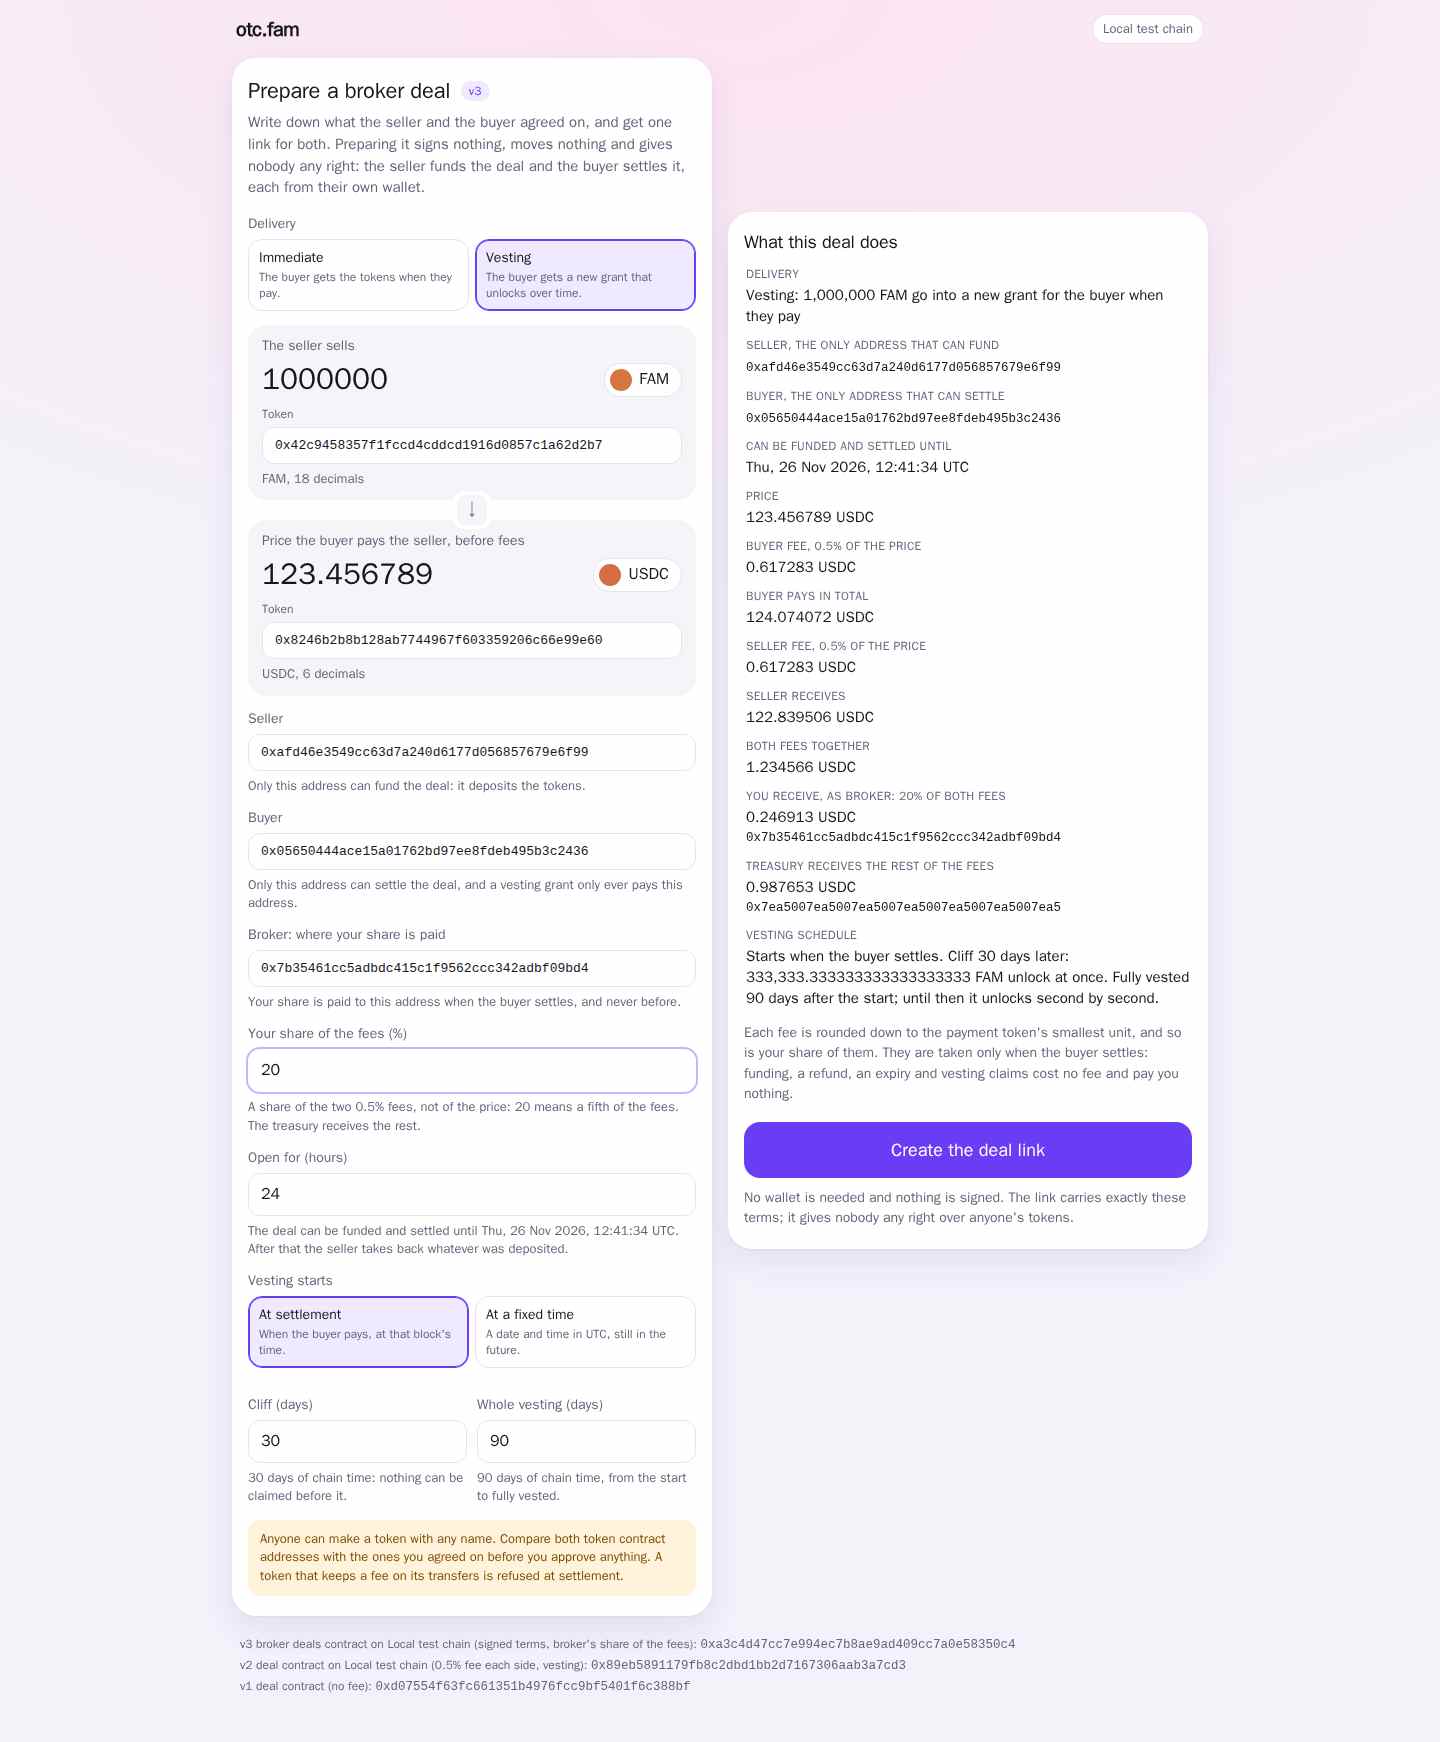 otc.fam
Local test chain
Prepare a broker deal v3
Write down what the seller and the buyer agreed on, and get one
link for both. Preparing it signs nothing, moves nothing and gives
nobody any right: the seller funds the deal and the buyer settles it,
each from their own wallet.
Delivery
Immediate
The buyer gets the tokens when they
pay.
Vesting
The buyer gets a new grant that
unlocks over time.
The seller sells
1000000
FAM
Token
0x42c9458357f1fccd4cddcd1916d0857c1a62d2b7
FAM, 18 decimals
↓
Price the buyer pays the seller, before fees
123.456789
USDC
Token
0x8246b2b8b128ab7744967f603359206c66e99e60
USDC, 6 decimals
Seller
0xafd46e3549cc63d7a240d6177d056857679e6f99
Only this address can fund the deal: it deposits the tokens.
Buyer
0x05650444ace15a01762bd97ee8fdeb495b3c2436
Only this address can settle the deal, and a vesting grant only ever pays this
address.
Broker: where your share is paid
0x7b35461cc5adbdc415c1f9562ccc342adbf09bd4
Your share is paid to this address when the buyer settles, and never before.
Your share of the fees (%)
20
A share of the two 0.5% fees, not of the price: 20 means a fifth of the fees.
The treasury receives the rest.
Open for (hours)
24
The deal can be funded and settled until Thu, 26 Nov 2026, 12:41:34 UTC.
After that the seller takes back whatever was deposited.
Vesting starts
At settlement
When the buyer pays, at that block's
time.
At a fixed time
A date and time in UTC, still in the
future.
Cliff (days)
30
30 days of chain time: nothing can be
claimed before it.
Whole vesting (days)
90
90 days of chain time, from the start
to fully vested.
Anyone can make a token with any name. Compare both token contract
addresses with the ones you agreed on before you approve anything. A
token that keeps a fee on its transfers is refused at settlement.
What this deal does
DELIVERY
Vesting: 1,000,000 FAM go into a new grant for the buyer when
they pay
SELLER, THE ONLY ADDRESS THAT CAN FUND
0xafd46e3549cc63d7a240d6177d056857679e6f99
BUYER, THE ONLY ADDRESS THAT CAN SETTLE
0x05650444ace15a01762bd97ee8fdeb495b3c2436
CAN BE FUNDED AND SETTLED UNTIL
Thu, 26 Nov 2026, 12:41:34 UTC
PRICE
123.456789 USDC
BUYER FEE, 0.5% OF THE PRICE
0.617283 USDC
BUYER PAYS IN TOTAL
124.074072 USDC
SELLER FEE, 0.5% OF THE PRICE
0.617283 USDC
SELLER RECEIVES
122.839506 USDC
BOTH FEES TOGETHER
1.234566 USDC
YOU RECEIVE, AS BROKER: 20% OF BOTH FEES
0.246913 USDC
0x7b35461cc5adbdc415c1f9562ccc342adbf09bd4
TREASURY RECEIVES THE REST OF THE FEES
0.987653 USDC
0x7ea5007ea5007ea5007ea5007ea5007ea5007ea5
VESTING SCHEDULE
Starts when the buyer settles. Cliff 30 days later:
333,333.333333333333333333 FAM unlock at once. Fully vested
90 days after the start; until then it unlocks second by second.
Each fee is rounded down to the payment token's smallest unit, and so
is your share of them. They are taken only when the buyer settles:
funding, a refund, an expiry and vesting claims cost no fee and pay you
nothing.
Create the deal link
No wallet is needed and nothing is signed. The link carries exactly these
terms; it gives nobody any right over anyone's tokens.
v3 broker deals contract on Local test chain (signed terms, broker's share of the fees): 0xa3c4d47cc7e994ec7b8ae9ad409cc7a0e58350c4
v2 deal contract on Local test chain (0.5% fee each side, vesting): 0x89eb5891179fb8c2dbd1bb2d7167306aab3a7cd3
v1 deal contract (no fee): 0xd07554f63fc661351b4976fcc9bf5401f6c388bf